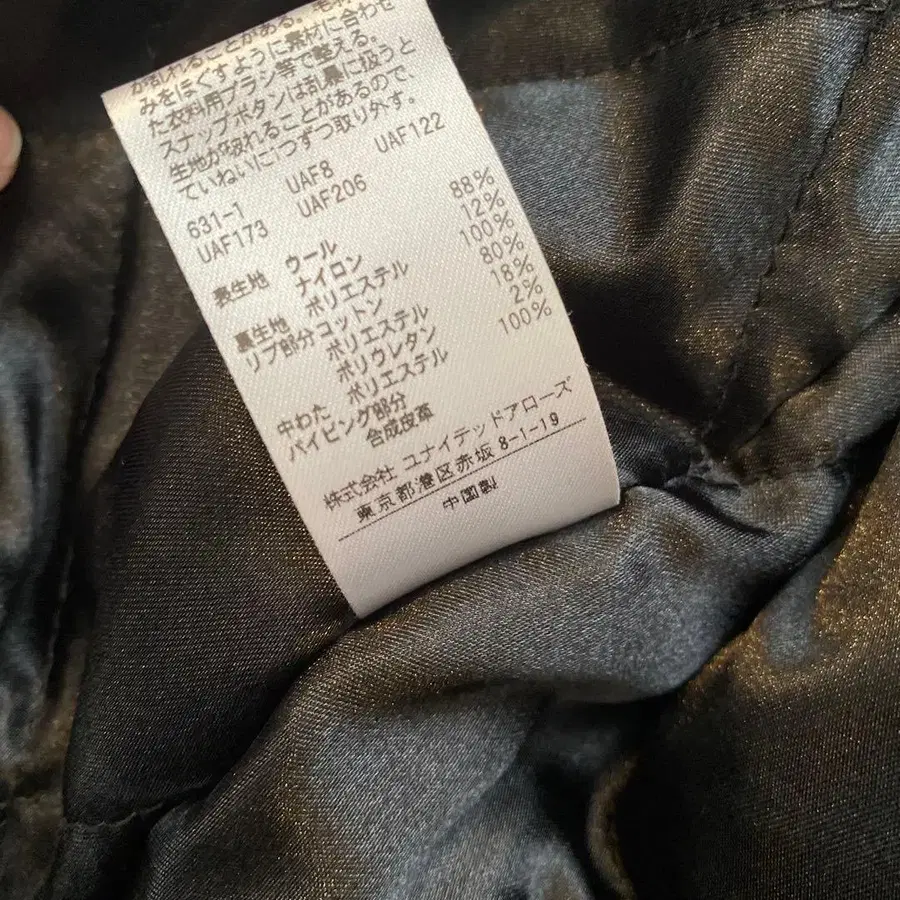 が乱れることがある。毛
みをほぐすように素材に合わせ
た衣料用ブラシ等で整える。
スナップボタンは乱暴に扱うと
生地が破れることがあるので、
ていねいに1つずつ取り外す。
631-1 UAF8 UAF122
UAF173 UAF206
表生地 ウール 88%
ナイロン 12%
裏生地 ポリエステル 100%
リブ部分 コットン 80%
ポリエステル 18%
ポリウレタン 2%
中わた ポリエステル 100%
パイピング部分
合成皮革
株式会社 ユナイテッドアローズ
東京都港区赤坂 8-1-19
中国製